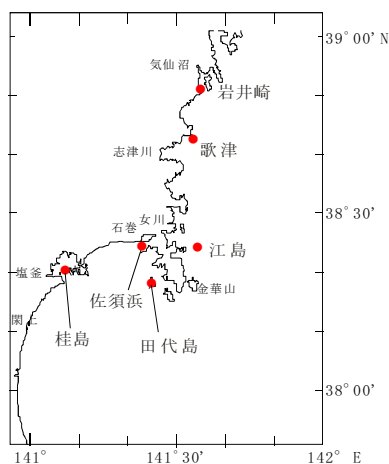 39°00'N
気仙沼
岩井崎
歌津
志津川
38°30'
女川
石巻
江島
塩釜
金華山
佐須浜
閖上
桂島
田代島
38°00'
141°
141°30'
142° E